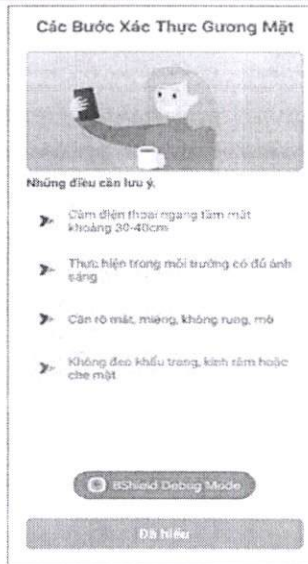 Các Bước Xác Thực Gương Mặt
Những điều cần lưu ý.
Cầm điện thoại ngang tầm mắt
khoảng 30-40cm
Thực hiện trong môi trường có đủ ánh
sáng
Cần rõ mắt, miệng, không rung, mờ
Không đeo khẩu trang, kính râm hoặc
che mặt
BShield Debug Mode
Đã hiểu